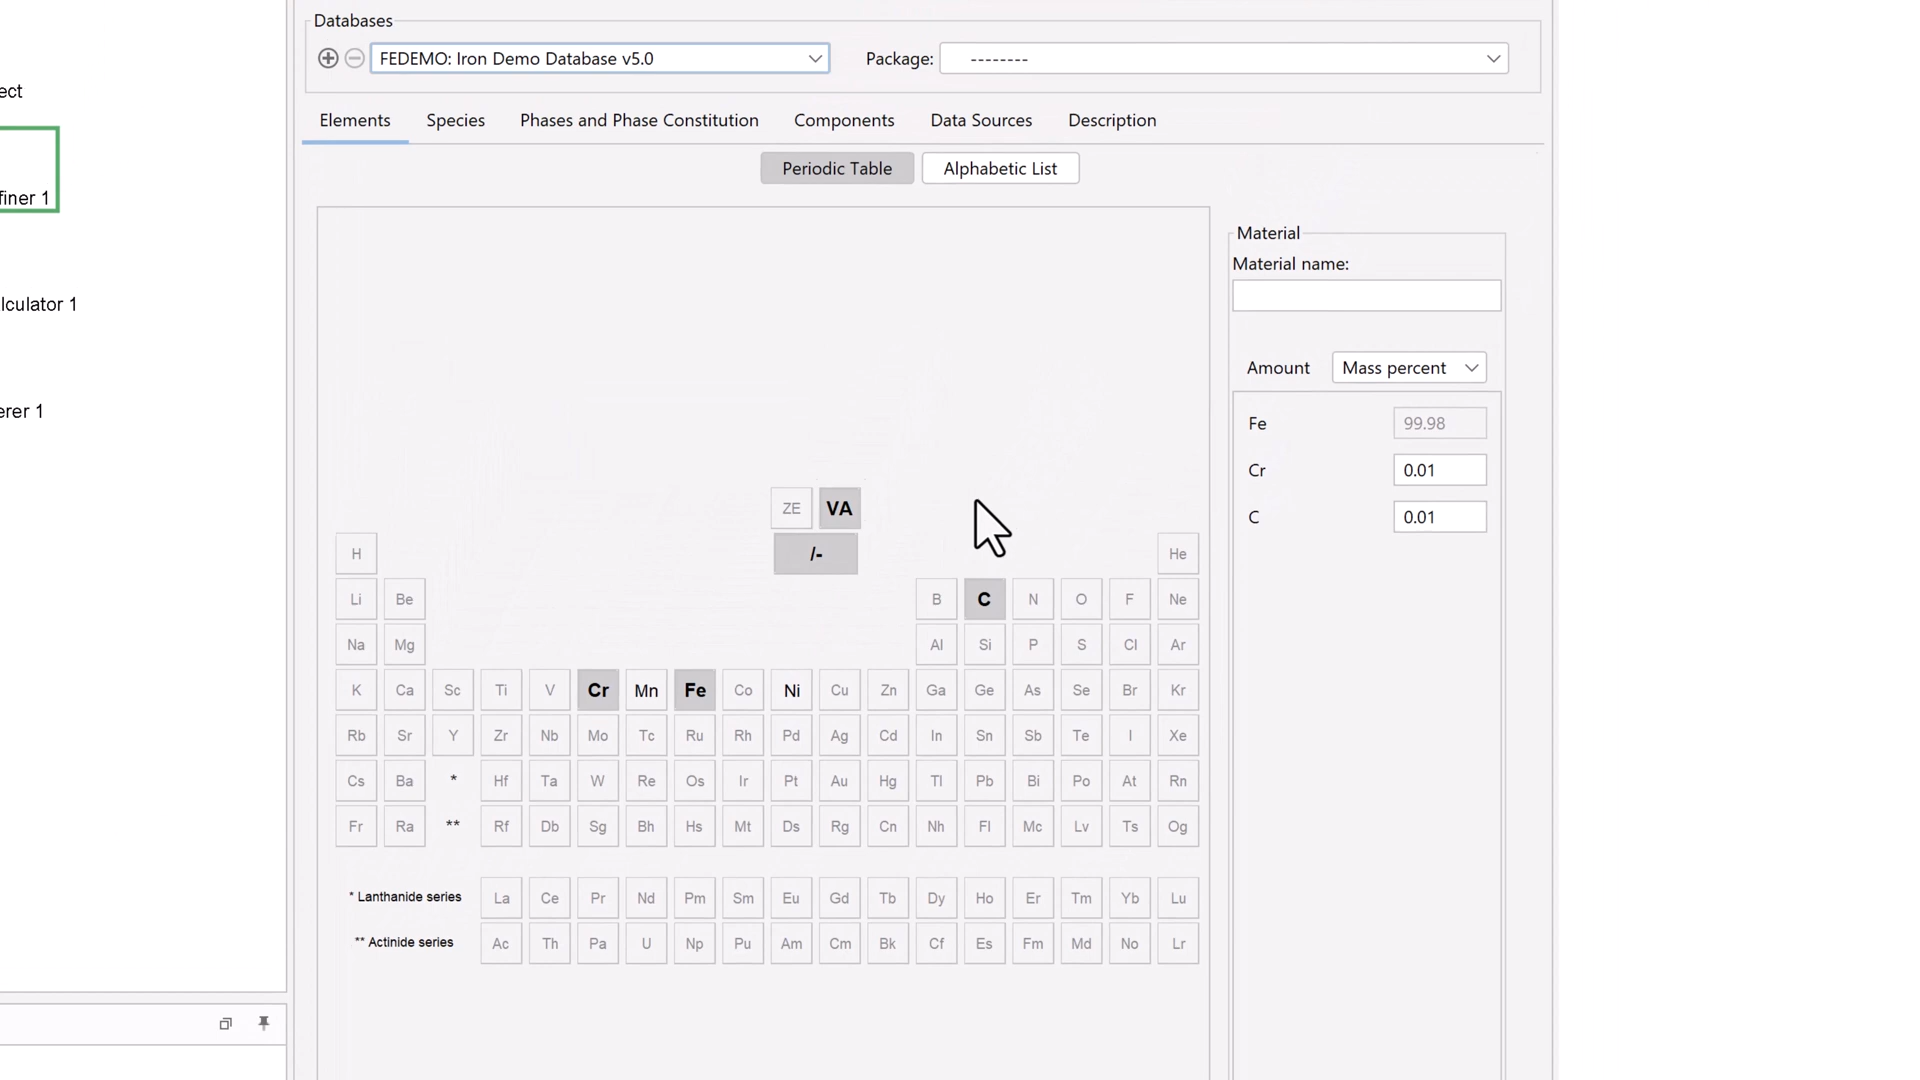 Databases
FEDEMO: Iron Demo Database v5.0
Package: --------
ect
finer 1
lculator 1
erer 1
Elements Species Phases and Phase Constitution Components Data Sources Description
Periodic Table Alphabetic List
Material
Material name:
Amount Mass percent
Fe 99.98
Cr 0.01
C 0.01
ZE VA
/-
H He
Li Be B C N O F Ne
Na Mg Al Si P S Cl Ar
K Ca Sc Ti V Cr Mn Fe Co Ni Cu Zn Ga Ge As Se Br Kr
Rb Sr Y Zr Nb Mo Tc Ru Rh Pd Ag Cd In Sn Sb Te I Xe
Cs Ba * Hf Ta W Re Os Ir Pt Au Hg Tl Pb Bi Po At Rn
Fr Ra ** Rf Db Sg Bh Hs Mt Ds Rg Cn Nh Fl Mc Lv Ts Og
* Lanthanide series La Ce Pr Nd Pm Sm Eu Gd Tb Dy Ho Er Tm Yb Lu
** Actinide series Ac Th Pa U Np Pu Am Cm Bk Cf Es Fm Md No Lr